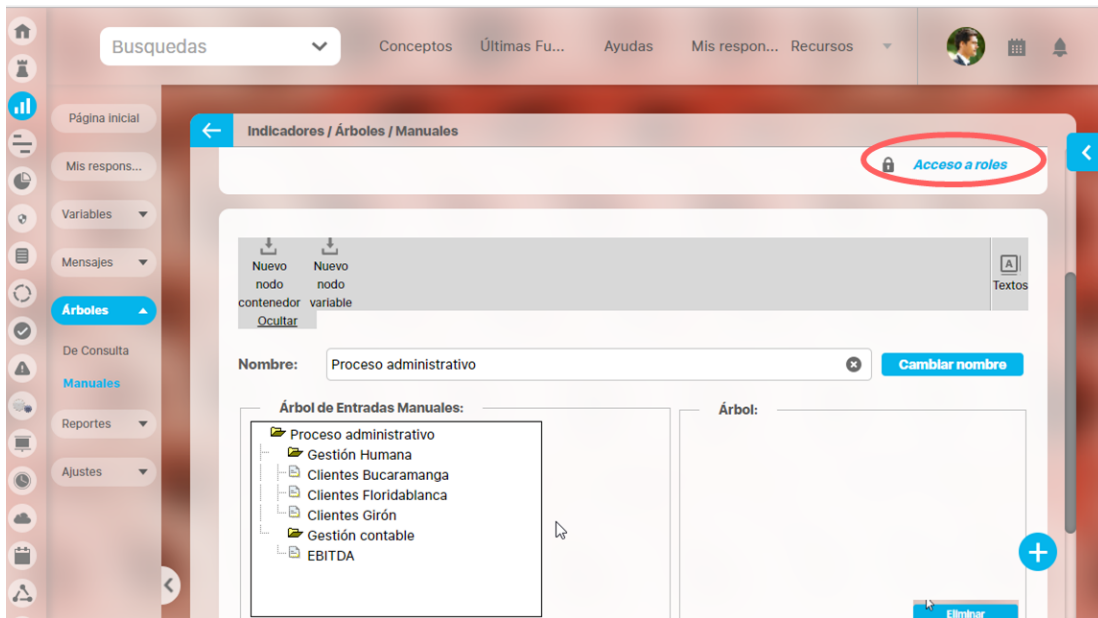 Busquedas
Conceptos
Últimas Fu...
Ayudas
Mis respon...
Recursos
Página inicial
Mis respons...
Variables
Mensajes
Árboles
De Consulta
Manuales
Reportes
Ajustes
Indicadores / Árboles / Manuales
Acceso a roles
Nuevo nodo contenedor
Nuevo nodo variable
Ocultar
A
Textos
Nombre:
Proceso administrativo
Cambiar nombre
Árbol de Entradas Manuales:
Proceso administrativo
Gestión Humana
Clientes Bucaramanga
Clientes Floridablanca
Clientes Girón
Gestión contable
EBITDA
Árbol:
Eliminar